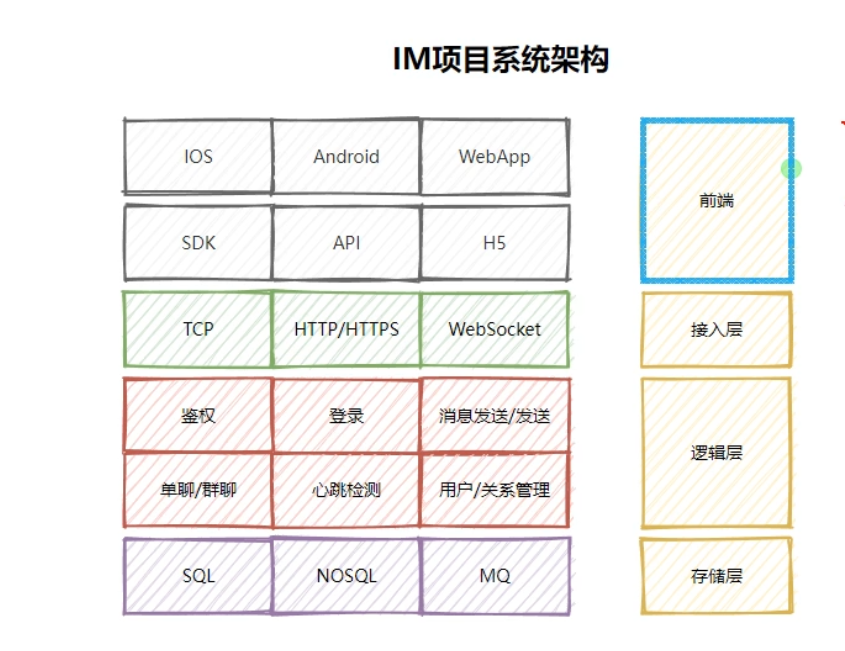 IM项目系统架构
IOS Android WebApp
前端
SDK API H5
TCP HTTP/HTTPS WebSocket 接入层
鉴权 登录 消息发送/发送
逻辑层
单聊/群聊 心跳检测 用户/关系管理
SQL NOSQL MQ 存储层